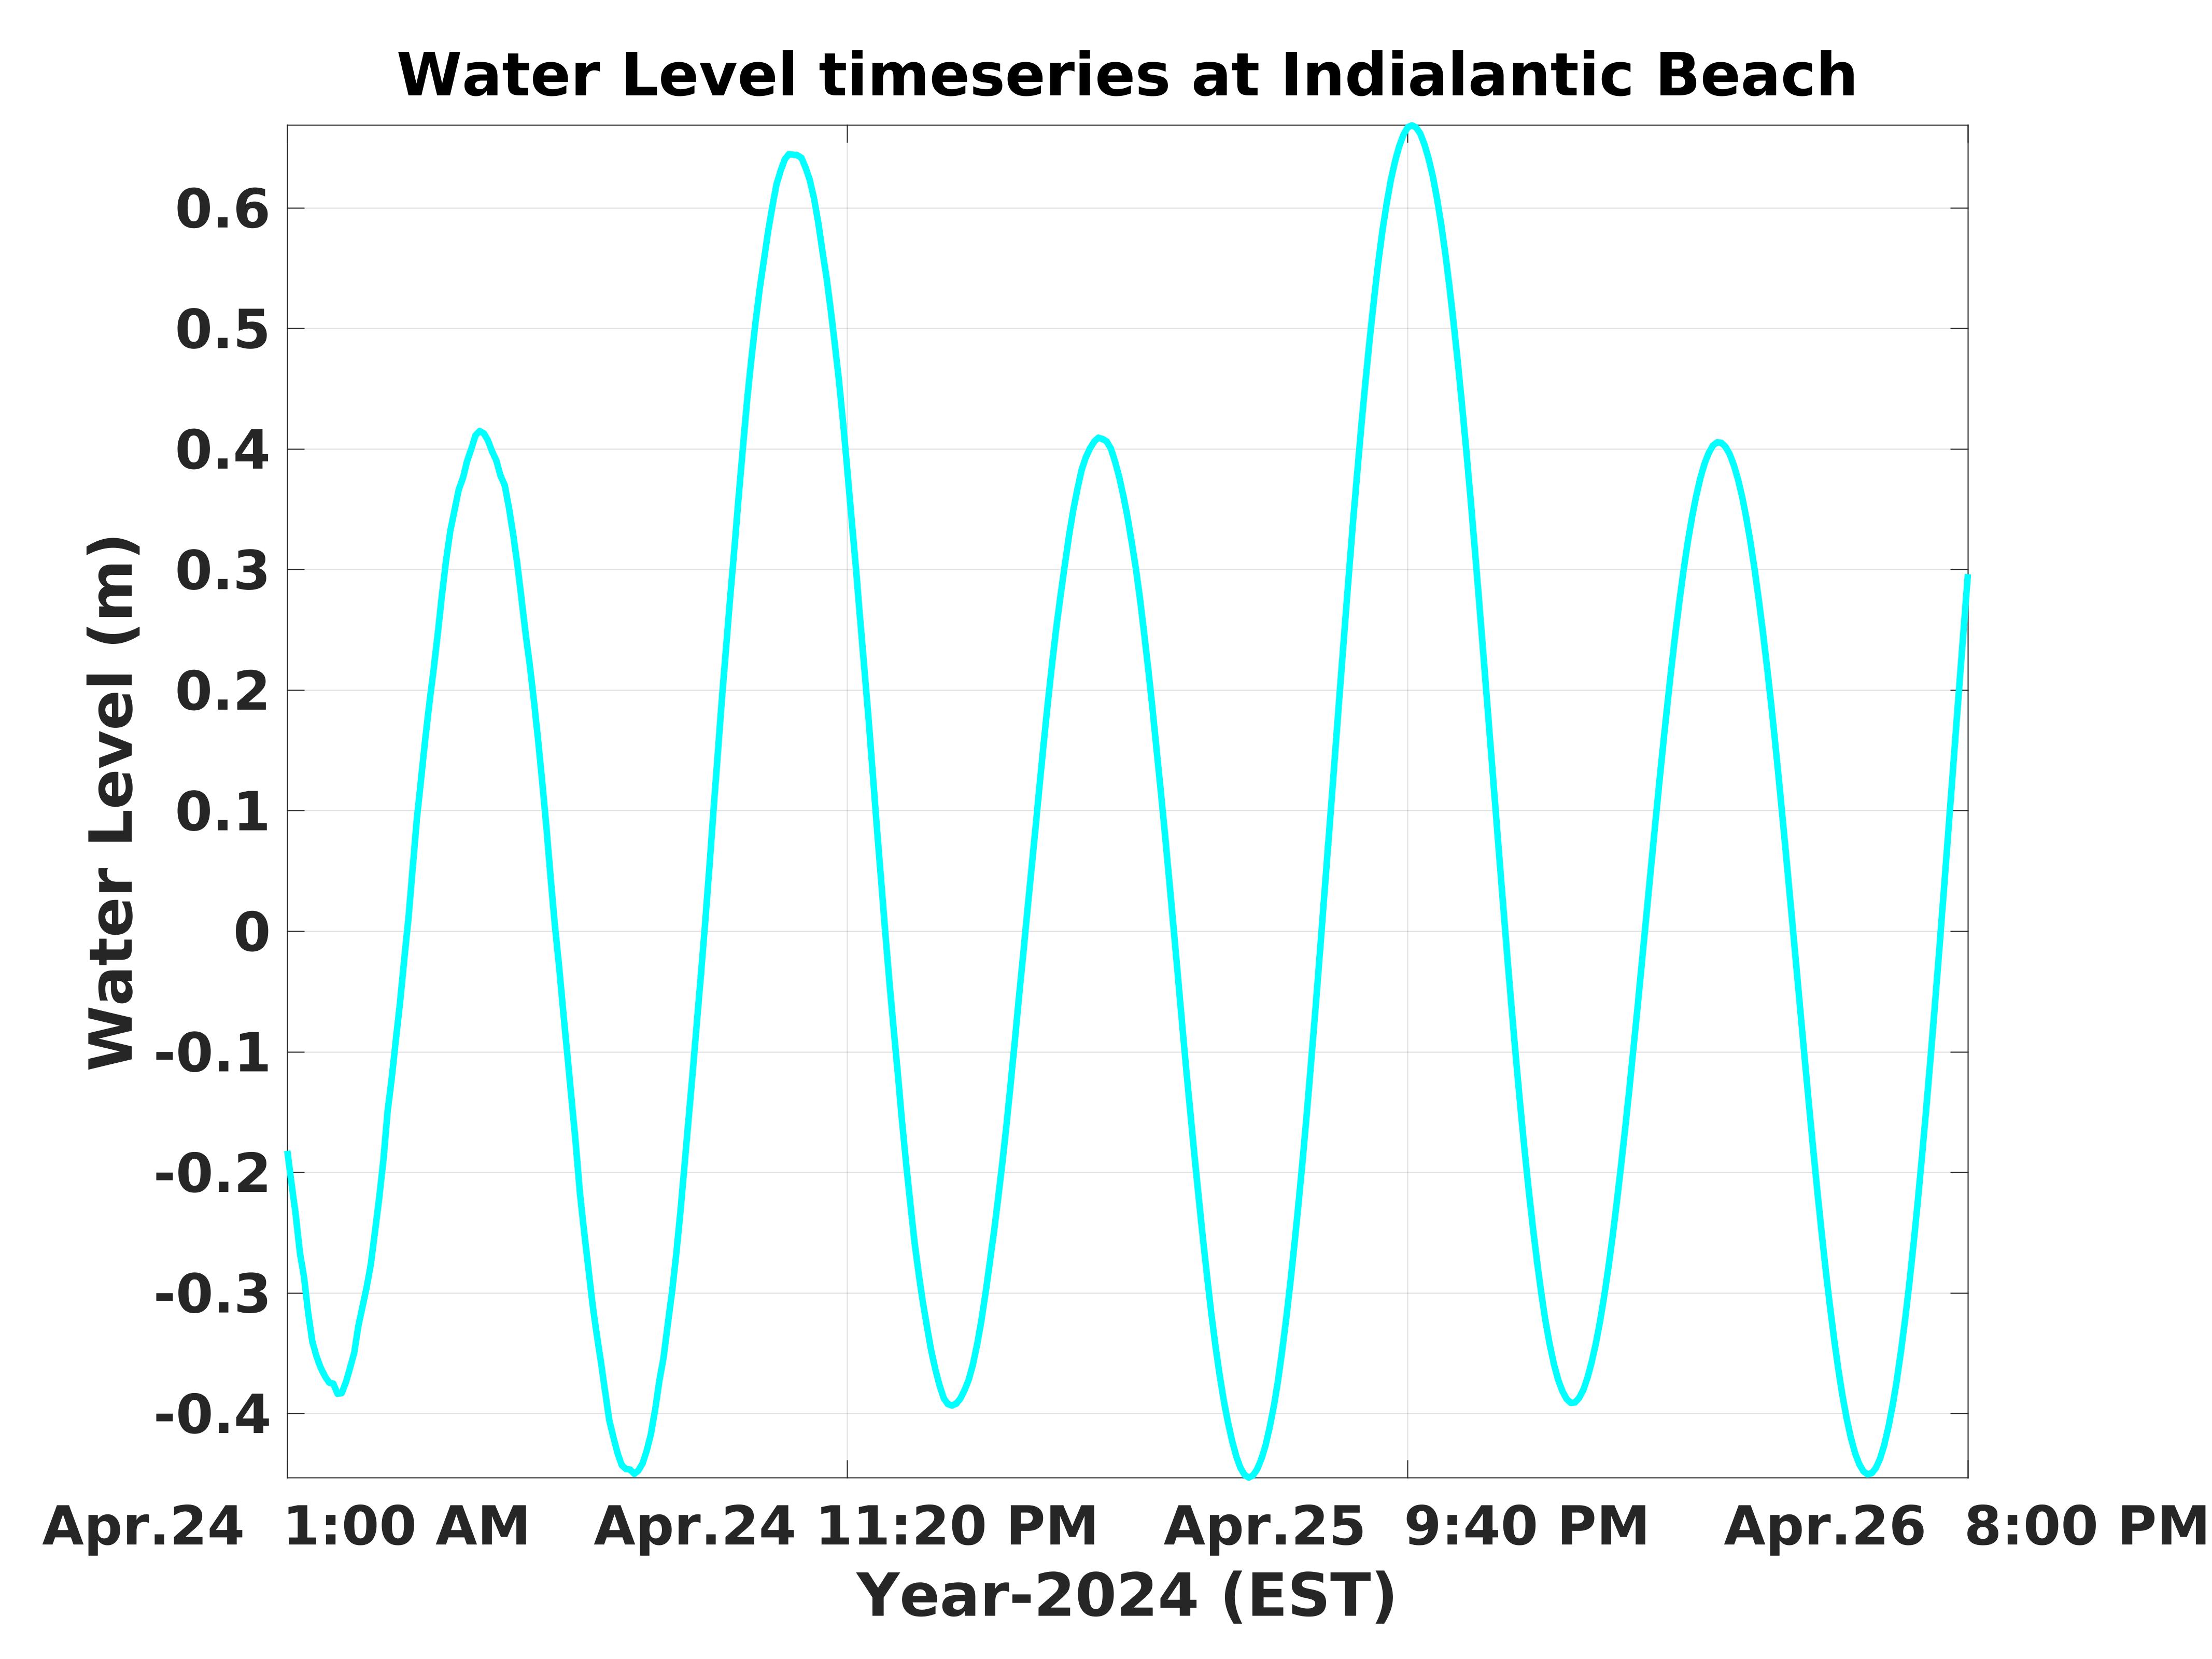 Water Level timeseries at Indialantic Beach
0.6
0.5
0.4
0.3
0.2
0.1
0
-0.1
-0.2
-0.3
-0.4
Water Level (m)
Apr.24 1:00 AM Apr.24 11:20 PM Apr.25 9:40 PM Apr.26 8:00 PM
Year-2024 (EST)